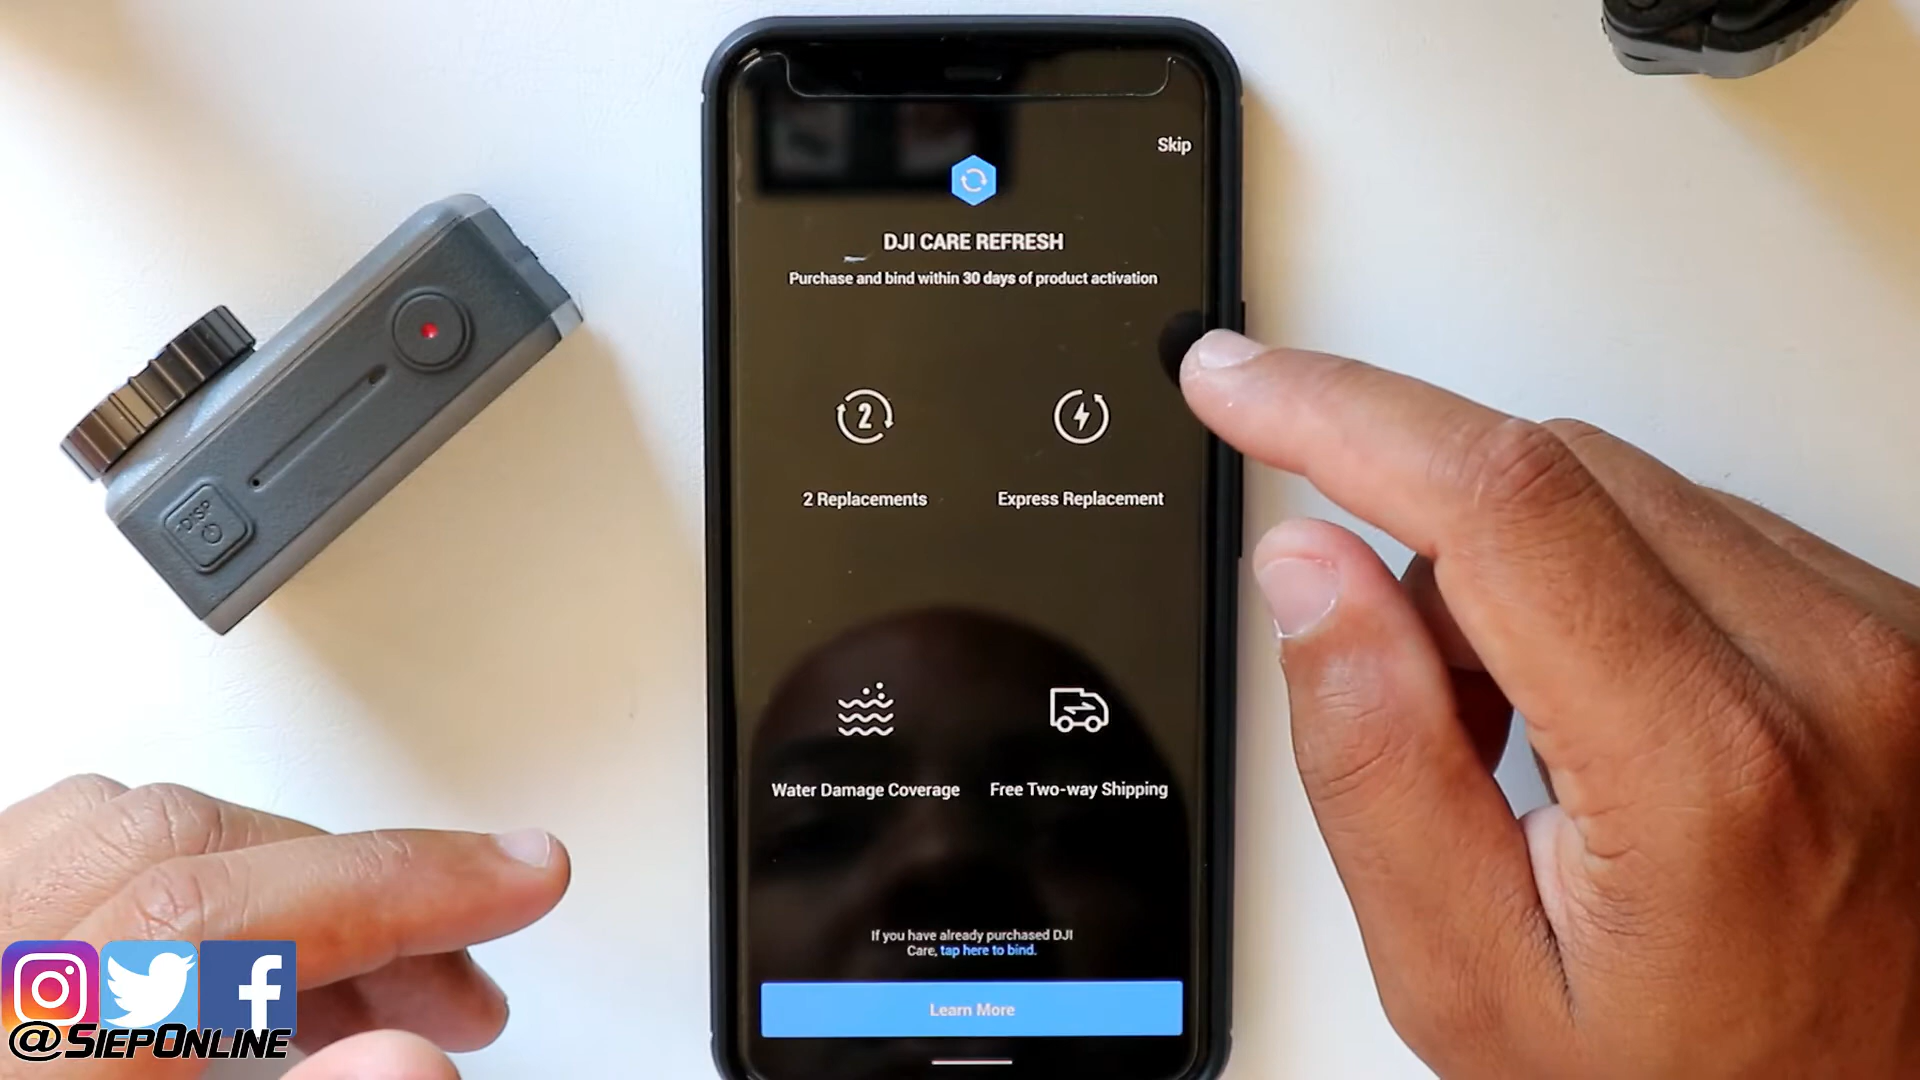 Skip
DJI CARE REFRESH
Purchase and bind within 30 days of product activation
2
2 Replacements
Express Replacement
Water Damage Coverage
Free Two-way Shipping
If you have already purchased DJI
Care, tap here to bind.
Learn More
DISP
@SiepOnline